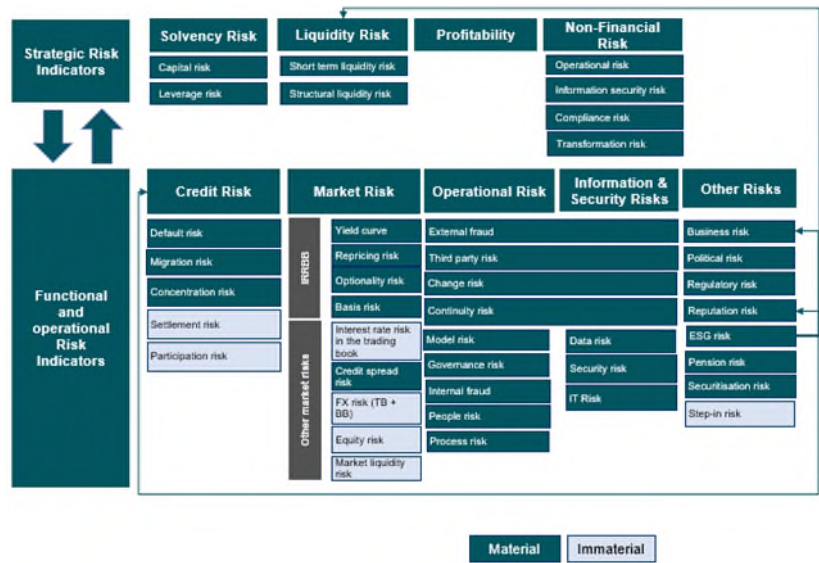 Strategic Risk
Indicators
Solvency Risk
Capital risk
Leverage risk
Liquidity Risk
Short term liquidity risk
Structural liquidity risk
Profitability
Non-Financial
Risk
Operational risk
Information security risk
Compliance risk
Transformation risk
Functional
and
operational
Risk
Indicators
Credit Risk
Default risk
Migration risk
Concentration risk
Settlement risk
Participation risk
Market Risk
IRRBB
Yield curve
Repricing risk
Optionality risk
Basis risk
Other market risks
Interest rate risk
in the trading
book
Credit spread
risk
FX risk (TB +
BB)
Equity risk
Market liquidity
risk
Operational Risk
Information &
Security Risks
External fraud
Third party risk
Change risk
Continuity risk
Model risk
Governance risk
Internal fraud
People risk
Process risk
Data risk
Security risk
IT Risk
Other Risks
Business risk
Political risk
Regulatory risk
Reputation risk
ESG risk
Pension risk
Securitisation risk
Step-in risk
Material
Immaterial